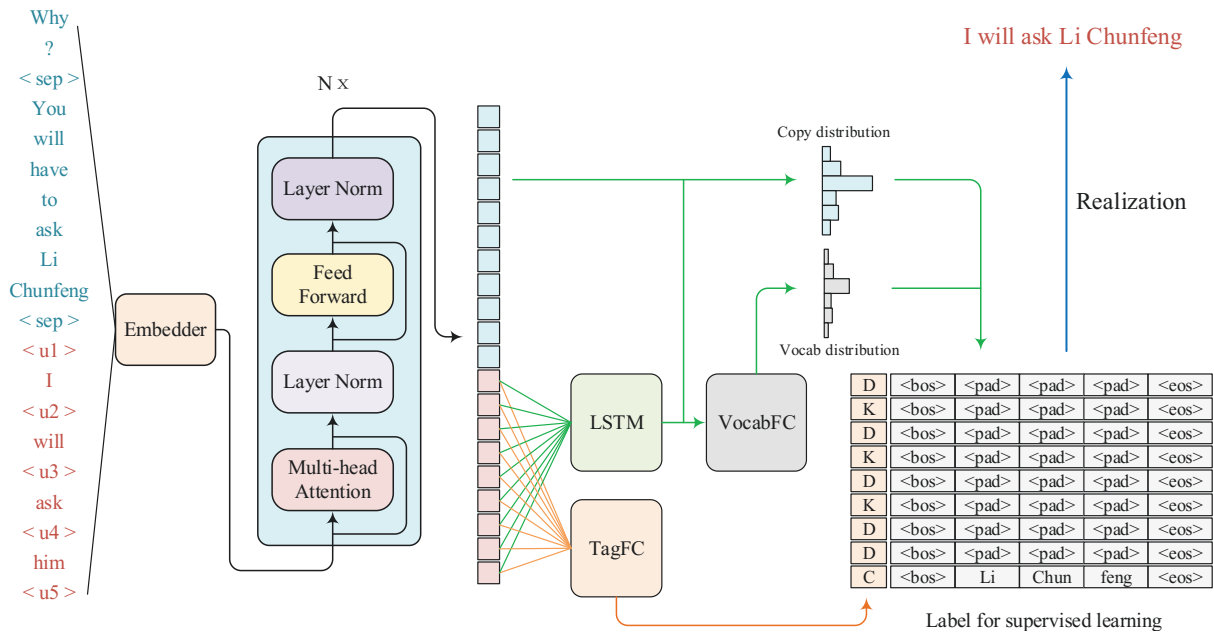 Why
?
< sep >
You
will
have
to
ask
Li
Chunfeng
< sep >
< u1 >
I
< u2 >
will
< u3 >
ask
< u4 >
him
< u5 >
Embedder
N x
Layer Norm
Feed
Forward
Layer Norm
Multi-head
Attention
LSTM
TagFC
VocabFC
Copy distribution
Vocab distribution
I will ask Li Chunfeng
Realization
D <bos> <pad> <pad> <pad> <eos>
K <bos> <pad> <pad> <pad> <eos>
D <bos> <pad> <pad> <pad> <eos>
K <bos> <pad> <pad> <pad> <eos>
D <bos> <pad> <pad> <pad> <eos>
K <bos> <pad> <pad> <pad> <eos>
D <bos> <pad> <pad> <pad> <eos>
D <bos> <pad> <pad> <pad> <eos>
C <bos> Li Chun feng <eos>
Label for supervised learning